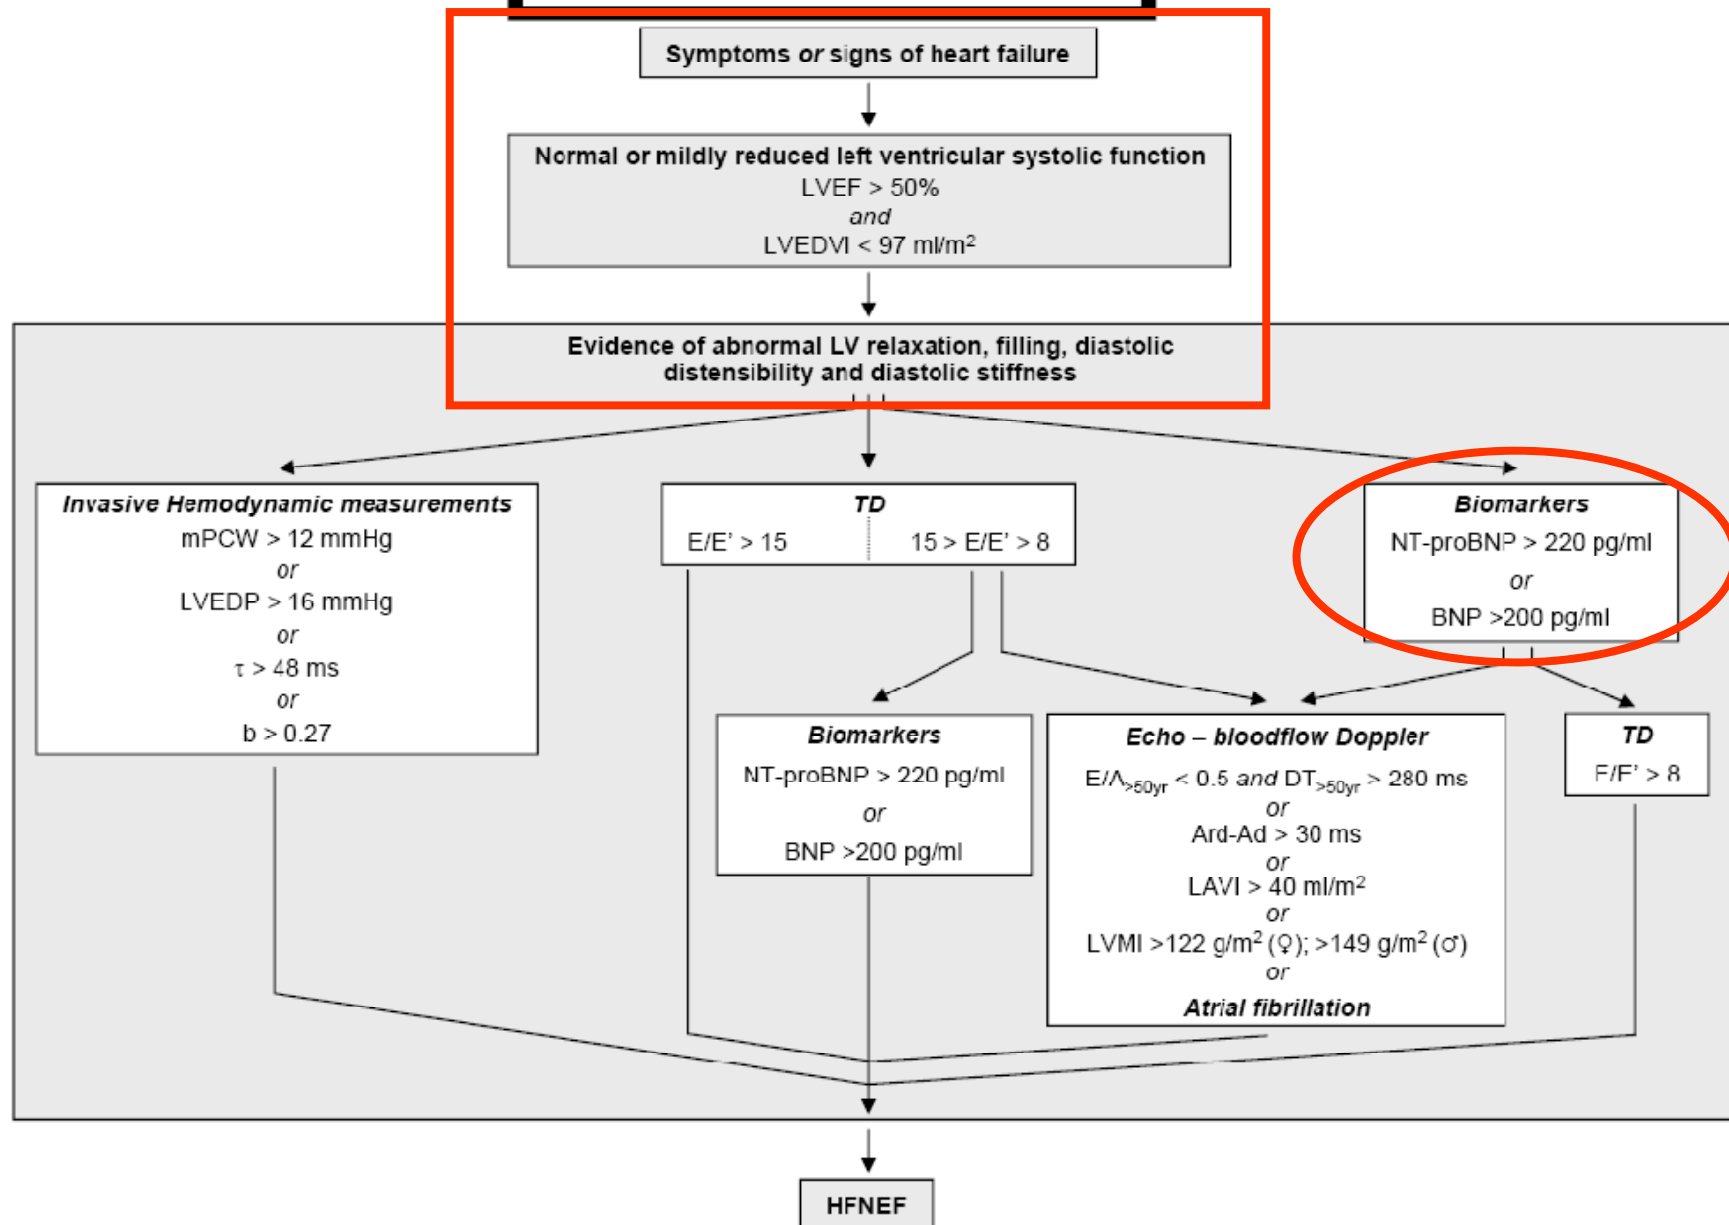 Symptoms or signs of heart failure
Normal or mildly reduced left ventricular systolic function
LVEF > 50%
and
LVEDVI < 97 ml/m²
Evidence of abnormal LV relaxation, filling, diastolic
distensibility and diastolic stiffness
Invasive Hemodynamic measurements
mPCW > 12 mmHg
or
LVEDP > 16 mmHg
or
τ > 48 ms
or
b > 0.27
TD
E/E' > 15
15 > E/E' > 8
Biomarkers
NT-proBNP > 220 pg/ml
or
BNP >200 pg/ml
Biomarkers
NT-proBNP > 220 pg/ml
or
BNP >200 pg/ml
Echo – bloodflow Doppler
E/A>50yr < 0.5 and DT>50yr > 280 ms
or
Ard-Ad > 30 ms
or
LAVI > 40 ml/m²
or
LVMI >122 g/m² (♀); >149 g/m² (♂)
or
Atrial fibrillation
TD
E/E' > 8
HFNEF